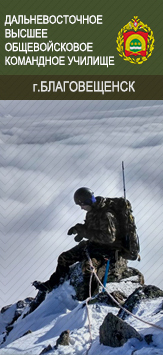 ДАЛЬНЕВОСТОЧНОЕ
ВЫСШЕЕ
ОБЩЕВОЙСКОВОЕ
КОМАНДНОЕ УЧИЛИЩЕ
г.БЛАГОВЕЩЕНСК